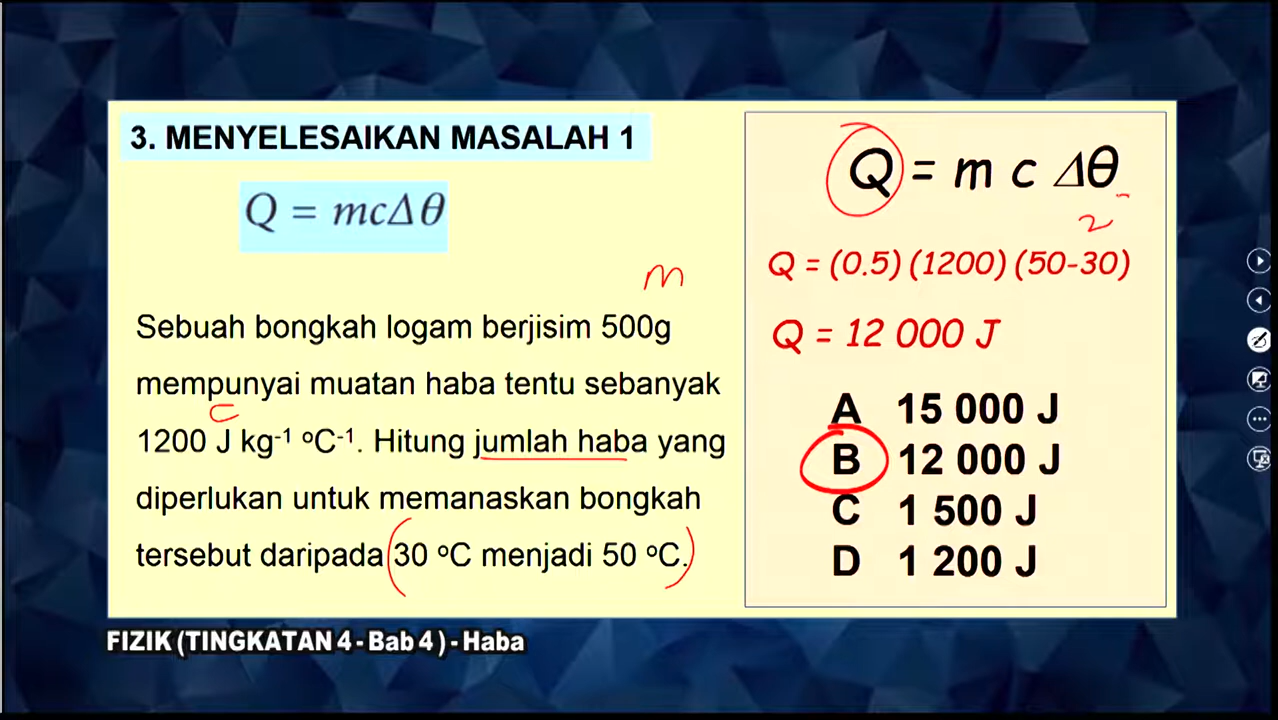 3. MENYELESAIKAN MASALAH 1
Q = mcΔθ
m
Sebuah bongkah logam berjisim 500g
mempunyai muatan haba tentu sebanyak
c
1200 J kg⁻¹ ºC⁻¹. Hitung jumlah haba yang
diperlukan untuk memanaskan bongkah
tersebut daripada (30 ºC menjadi 50 ºC.)
Q = m c Δθ
2
Q = (0.5) (1200) (50-30)
Q = 12 000 J
A 15 000 J
B 12 000 J
C 1 500 J
D 1 200 J
FIZIK (TINGKATAN 4 - Bab 4 ) - Haba